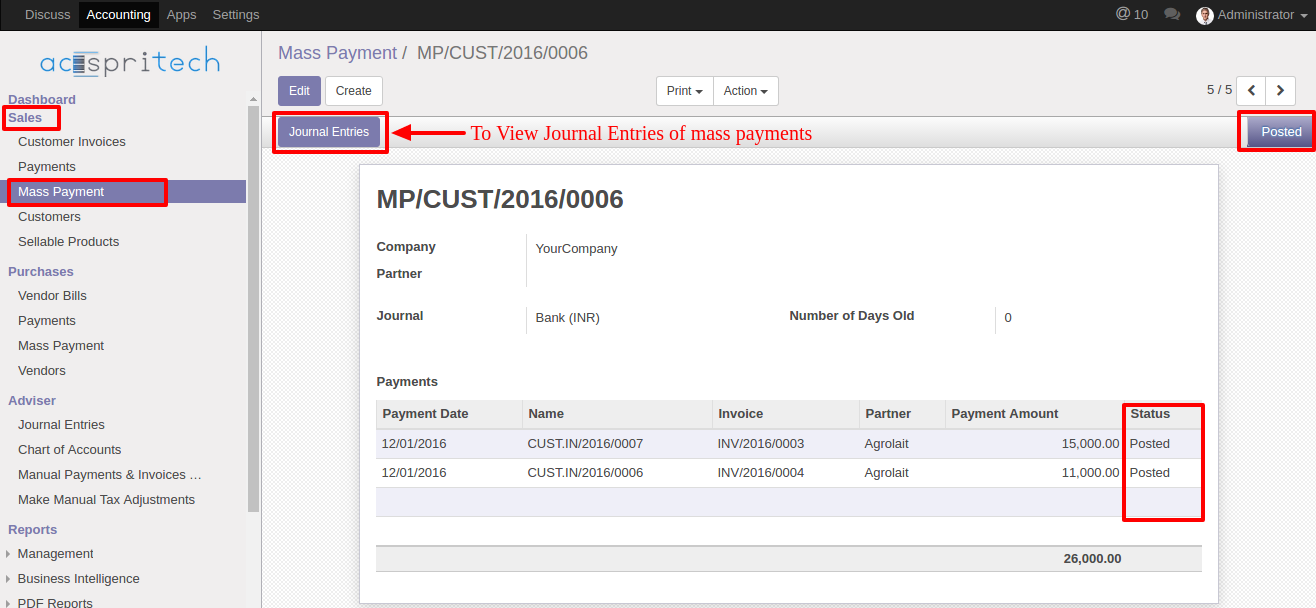 Discuss Accounting Apps Settings @ 10 Administrator
acespritech
Mass Payment / MP/CUST/2016/0006
Edit Create Print Action 5 / 5
Journal Entries To View Journal Entries of mass payments Posted
Dashboard
Sales
Customer Invoices
Payments
Mass Payment
Customers
Sellable Products
Purchases
Vendor Bills
Payments
Mass Payment
Vendors
Adviser
Journal Entries
Chart of Accounts
Manual Payments & Invoices ...
Make Manual Tax Adjustments
Reports
Management
Business Intelligence
PDF Reports
MP/CUST/2016/0006
Company YourCompany
Partner
Journal Bank (INR) Number of Days Old 0
Payments
Payment Date Name Invoice Partner Payment Amount Status
12/01/2016 CUST.IN/2016/0007 INV/2016/0003 Agrolait 15,000.00 Posted
12/01/2016 CUST.IN/2016/0006 INV/2016/0004 Agrolait 11,000.00 Posted
26,000.00